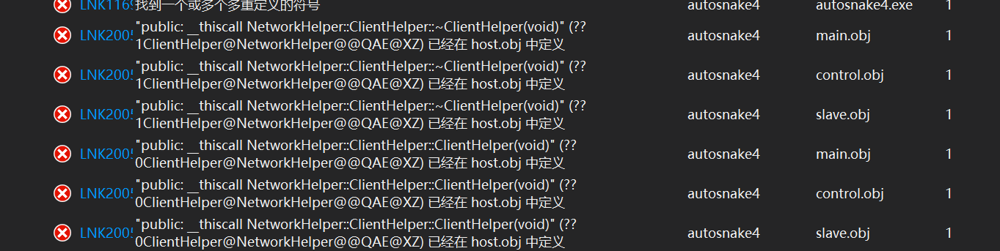 LNK1169 找到一个或多个多重定义的符号 autosnake4 autosnake4.exe 1
"public: __thiscall NetworkHelper::ClientHelper::~ClientHelper(void)" (??
LNK2005 1ClientHelper@NetworkHelper@@QAE@XZ) 已经在 host.obj 中定义 autosnake4 main.obj 1
"public: __thiscall NetworkHelper::ClientHelper::~ClientHelper(void)" (??
LNK2005 1ClientHelper@NetworkHelper@@QAE@XZ) 已经在 host.obj 中定义 autosnake4 control.obj 1
"public: __thiscall NetworkHelper::ClientHelper::~ClientHelper(void)" (??
LNK2005 1ClientHelper@NetworkHelper@@QAE@XZ) 已经在 host.obj 中定义 autosnake4 slave.obj 1
"public: __thiscall NetworkHelper::ClientHelper::ClientHelper(void)" (??
LNK2005 0ClientHelper@NetworkHelper@@QAE@XZ) 已经在 host.obj 中定义 autosnake4 main.obj 1
"public: __thiscall NetworkHelper::ClientHelper::ClientHelper(void)" (??
LNK2005 0ClientHelper@NetworkHelper@@QAE@XZ) 已经在 host.obj 中定义 autosnake4 control.obj 1
"public: __thiscall NetworkHelper::ClientHelper::ClientHelper(void)" (??
LNK2005 0ClientHelper@NetworkHelper@@QAE@XZ) 已经在 host.obj 中定义 autosnake4 slave.obj 1